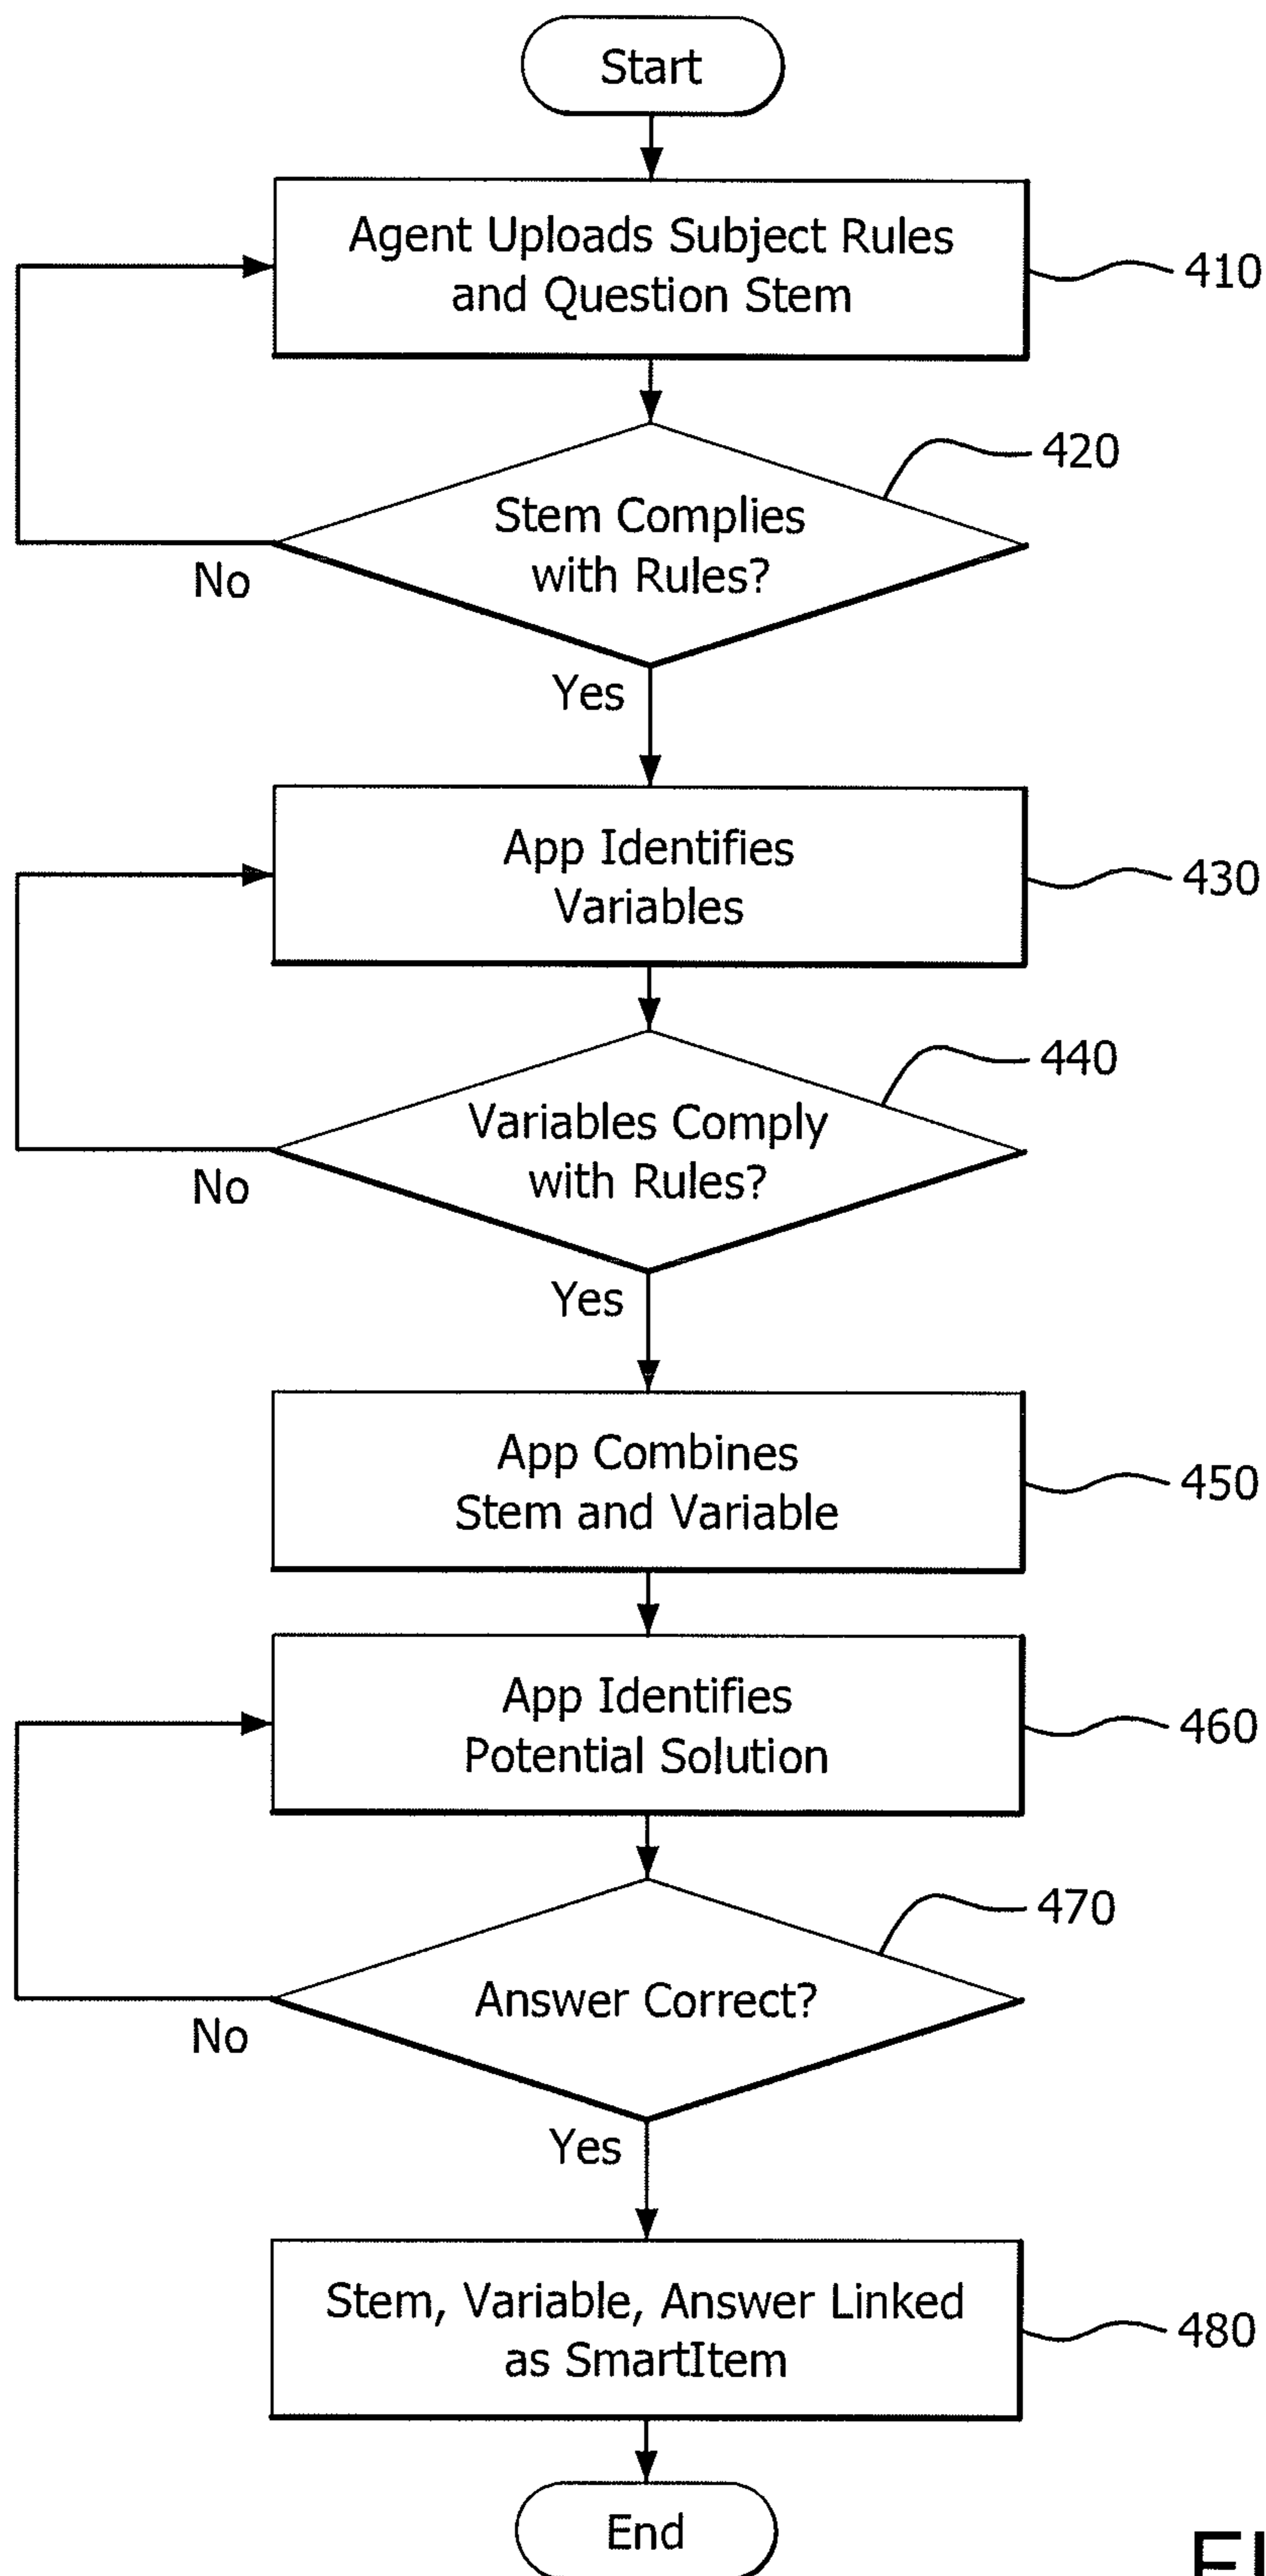 Start
Agent Uploads Subject Rules
and Question Stem
410
420
Stem Complies
with Rules?
No
Yes
App Identifies
Variables
430
440
Variables Comply
with Rules?
No
Yes
App Combines
Stem and Variable
450
App Identifies
Potential Solution
460
470
Answer Correct?
No
Yes
Stem, Variable, Answer Linked
as SmartItem
480
End